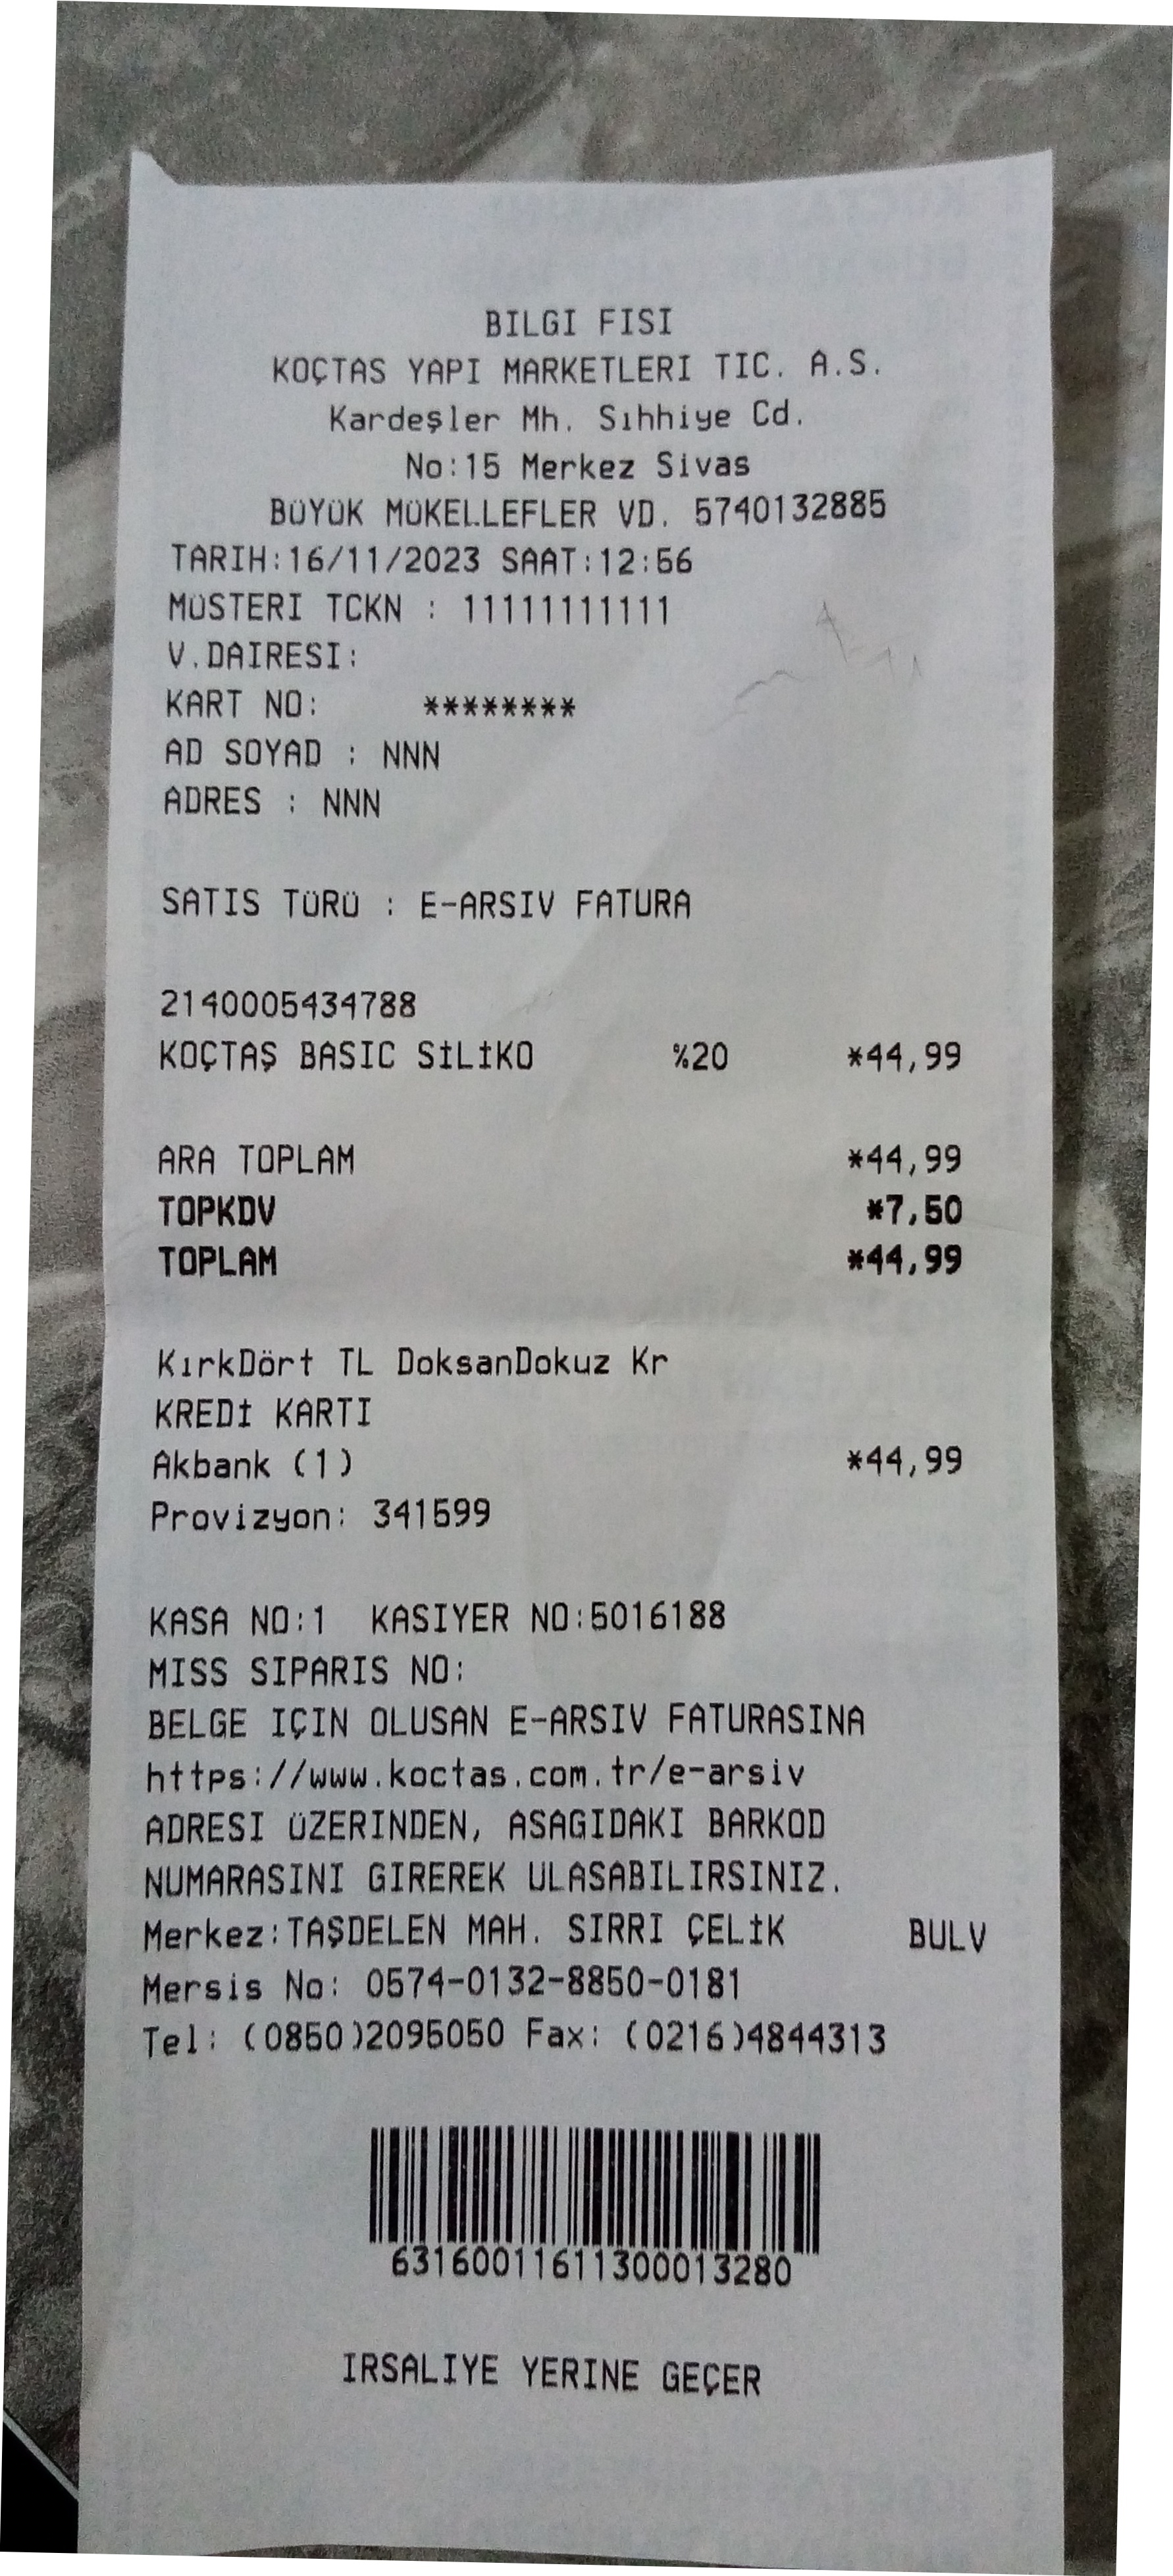 BILGI FISI
KOÇTAS YAPI MARKETLERI TIC. A.S.
Kardeşler Mh. Sıhhiye Cd.
No:15 Merkez Sivas
BÜYÜK MÜKELLEFLER VD. 5740132885
TARIH:16/11/2023 SAAT:12:56
MÜSTERI TCKN : 11111111111
V.DAIRESI:
KART NO: ********
AD SOYAD : NNN
ADRES : NNN
SATIS TÜRÜ : E-ARSIV FATURA
2140005434788
KOÇTAŞ BASIC SİLİKO %20 *44,99
ARA TOPLAM *44,99
TOPKDV *7,50
TOPLAM *44,99
KırkDört TL DoksanDokuz Kr
KREDİ KARTI
Akbank (1) *44,99
Provizyon: 341599
KASA NO:1 KASIYER NO:5016188
MISS SIPARIS NO:
BELGE IÇIN OLUSAN E-ARSIV FATURASINA
https://www.koctas.com.tr/e-arsiv
ADRESI ÜZERINDEN, ASAGIDAKI BARKOD
NUMARASINI GIREREK ULASABILIRSINIZ.
Merkez:TAŞDELEN MAH. SIRRI ÇELİK BULV
Mersis No: 0574-0132-8850-0181
Tel: (0850)2095050 Fax: (0216)4844313
63160011611300013280
IRSALIYE YERINE GEÇER